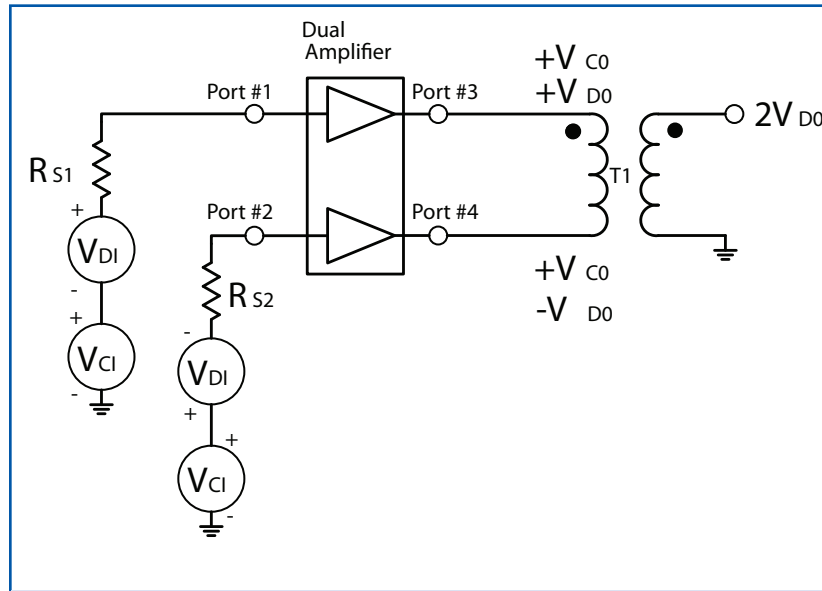 Dual
Amplifier
Port #1
Port #3
+V C0
+V D0
2V D0
R S1
T1
Port #2
Port #4
+
V DI
-
R S2
+V C0
-V D0
+
V CI
-
-
V DI
+
+
V CI
-